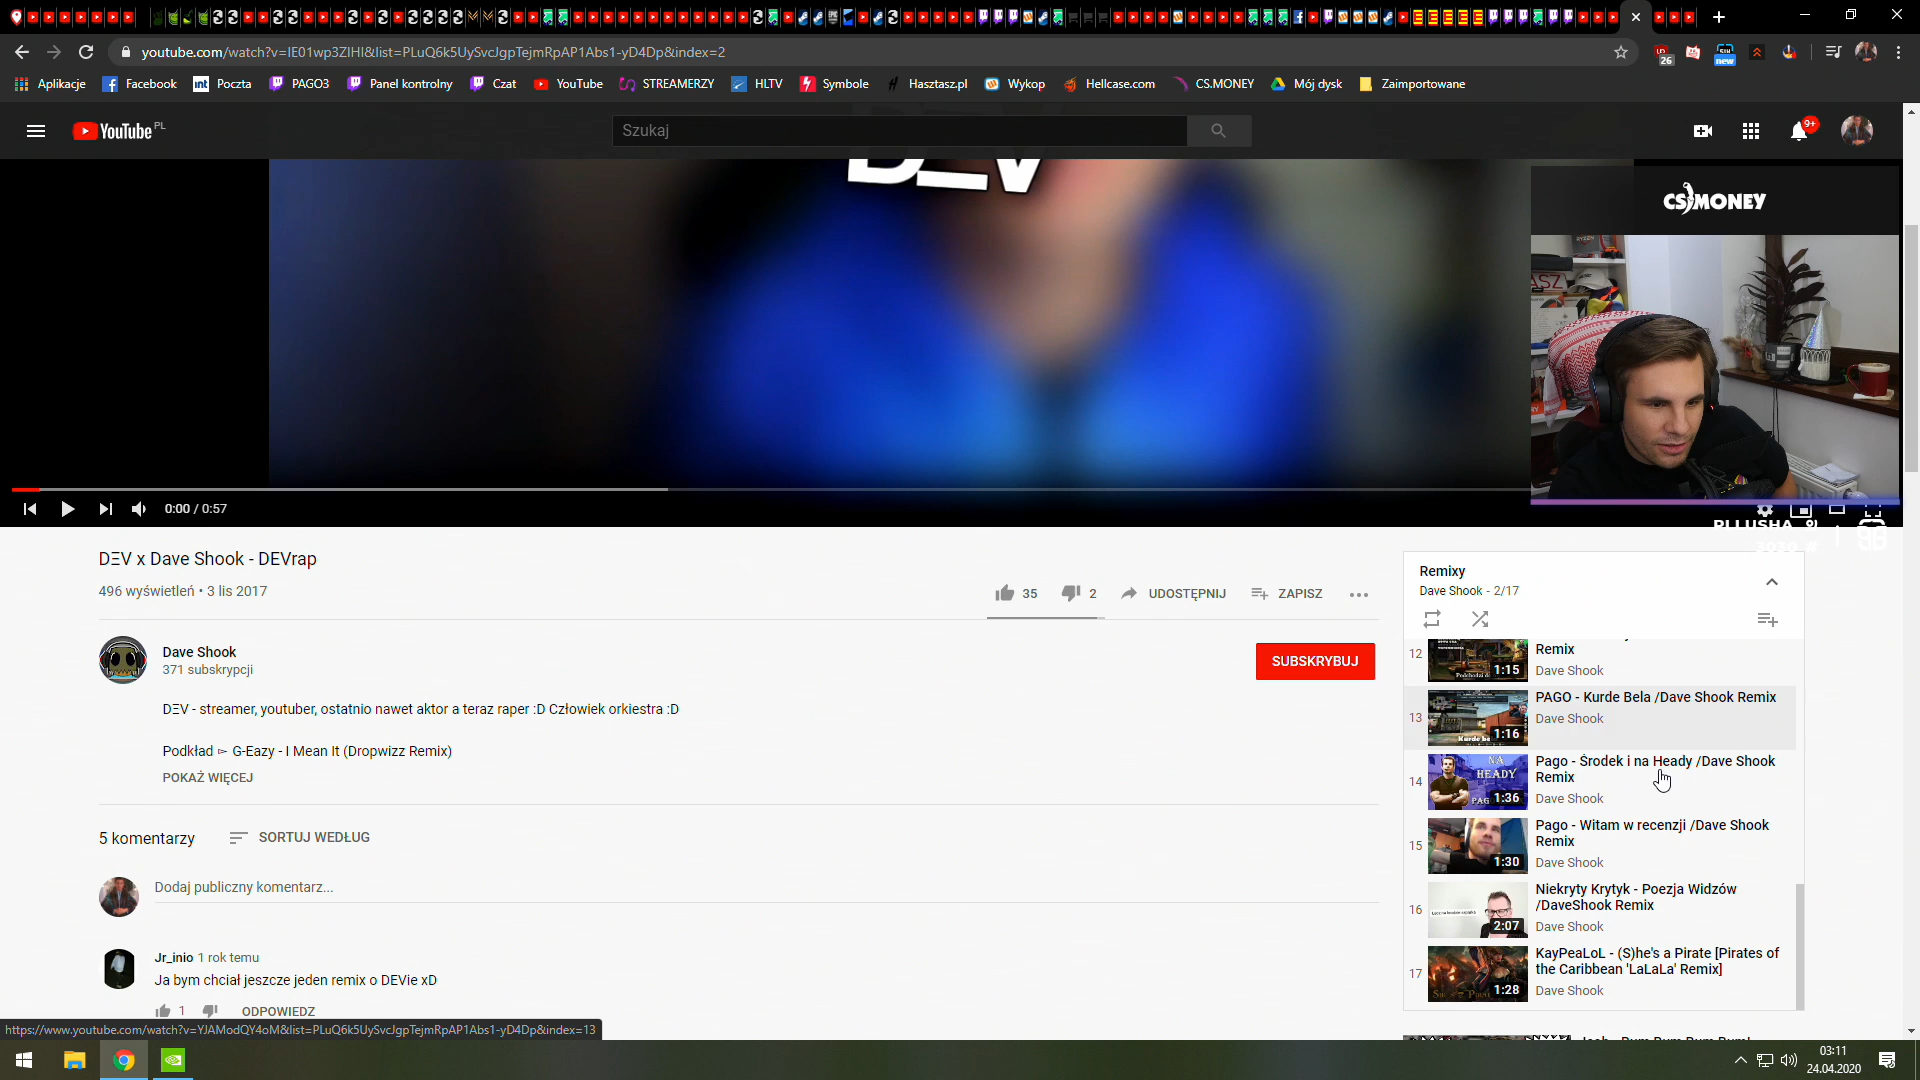 youtube.com/watch?v=IE01wp3ZIHI&list=PLuQ6k5UySvcJgpTejmRpAP1Abs1-yD4Dp&index=2
26
new
Aplikacje
Facebook
int
Poczta
PAGO3
Panel kontrolny
Czat
YouTube
STREAMERZY
HLTV
Symbole
Hasztasz.pl
Wykop
Hellcase.com
CS.MONEY
Mój dysk
Zaimportowane
YouTube PL
Szukaj
9+
D_V
CS MONEY
0:00 / 0:57
DΞV x Dave Shook - DEVrap
496 wyświetleń • 3 lis 2017
35
2
UDOSTĘPNIJ
ZAPISZ
Dave Shook
371 subskrypcji
SUBSKRYBUJ
DΞV - streamer, youtuber, ostatnio nawet aktor a teraz raper :D Człowiek orkiestra :D
Podkład ⊳ G-Eazy - I Mean It (Dropwizz Remix)
POKAŻ WIĘCEJ
5 komentarzy
SORTUJ WEDŁUG
Dodaj publiczny komentarz...
Jr_inio 1 rok temu
Ja bym chciał jeszcze jeden remix o DEVie xD
1
ODPOWIEDZ
Remixy
Dave Shook - 2/17
12
1:15
Remix
Dave Shook
13
1:16
PAGO - Kurde Bela /Dave Shook Remix
Dave Shook
14
NA
HEADY
1:36
Pago - Środek i na Heady /Dave Shook
Remix
Dave Shook
15
1:30
Pago - Witam w recenzji /Dave Shook
Remix
Dave Shook
16
2:07
Niekryty Krytyk - Poezja Widzów
/DaveShook Remix
Dave Shook
17
1:28
KayPeaLoL - (S)he's a Pirate [Pirates of
the Caribbean 'LaLaLa' Remix]
Dave Shook
https://www.youtube.com/watch?v=YJAModQY4oM&list=PLuQ6k5UySvcJgpTejmRpAP1Abs1-yD4Dp&index=13
03:11
24.04.2020